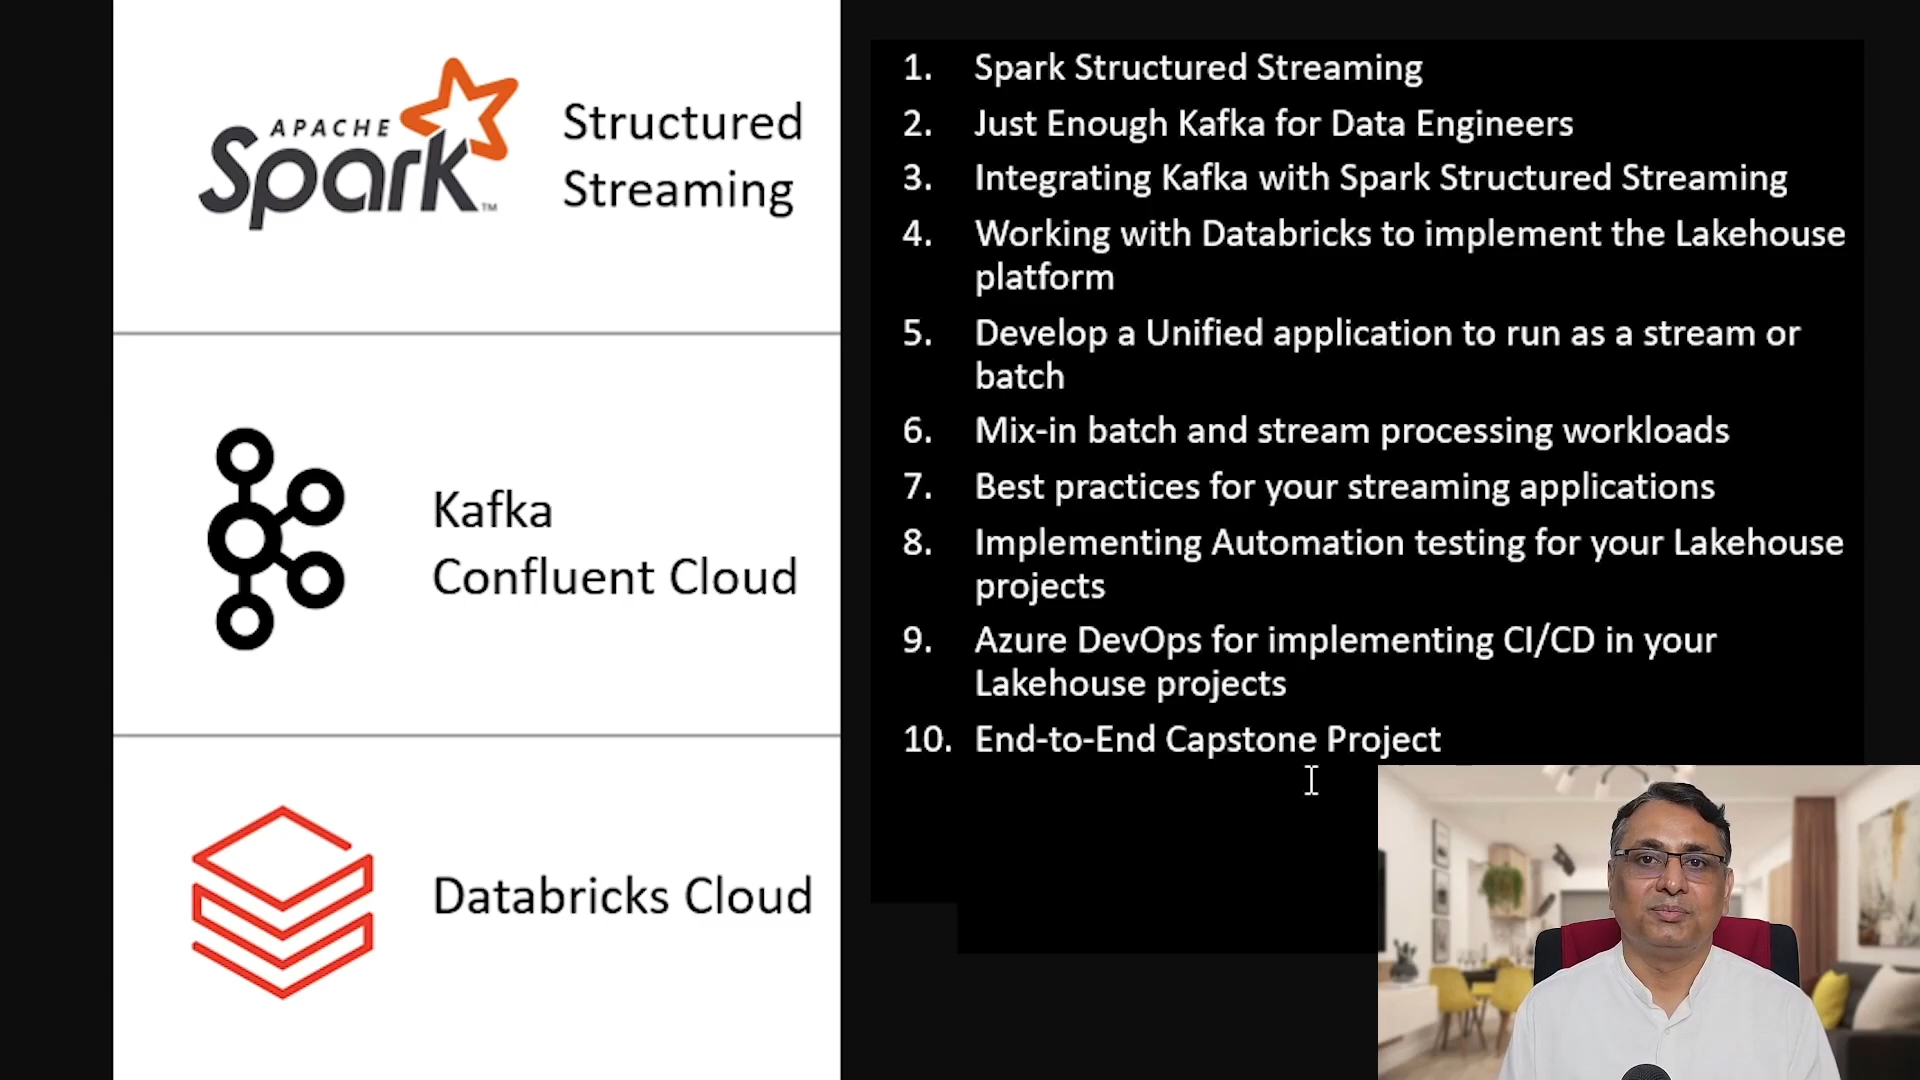 APACHE
Spark™
Structured
Streaming
Kafka
Confluent Cloud
Databricks Cloud
1. Spark Structured Streaming
2. Just Enough Kafka for Data Engineers
3. Integrating Kafka with Spark Structured Streaming
4. Working with Databricks to implement the Lakehouse
platform
5. Develop a Unified application to run as a stream or
batch
6. Mix-in batch and stream processing workloads
7. Best practices for your streaming applications
8. Implementing Automation testing for your Lakehouse
projects
9. Azure DevOps for implementing CI/CD in your
Lakehouse projects
10. End-to-End Capstone Project